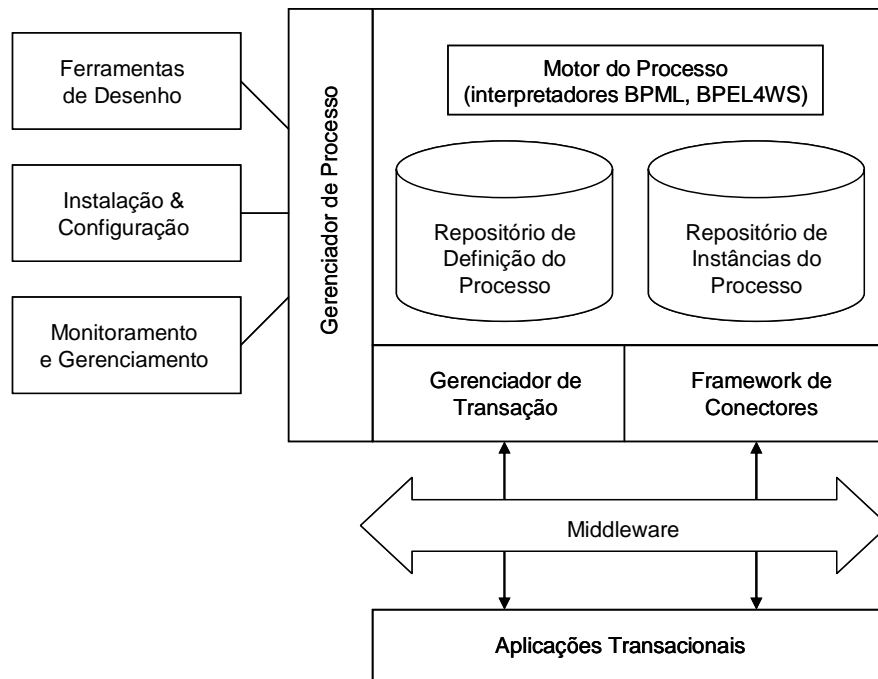 Ferramentas
de Desenho
Instalação &
Configuração
Monitoramento
e Gerenciamento
Gerenciador de Processo
Motor do Processo
(interpretadores BPML, BPEL4WS)
Repositório de
Definição do
Processo
Repositório de
Instâncias do
Processo
Gerenciador de
Transação
Framework de
Conectores
Middleware
Aplicações Transacionais